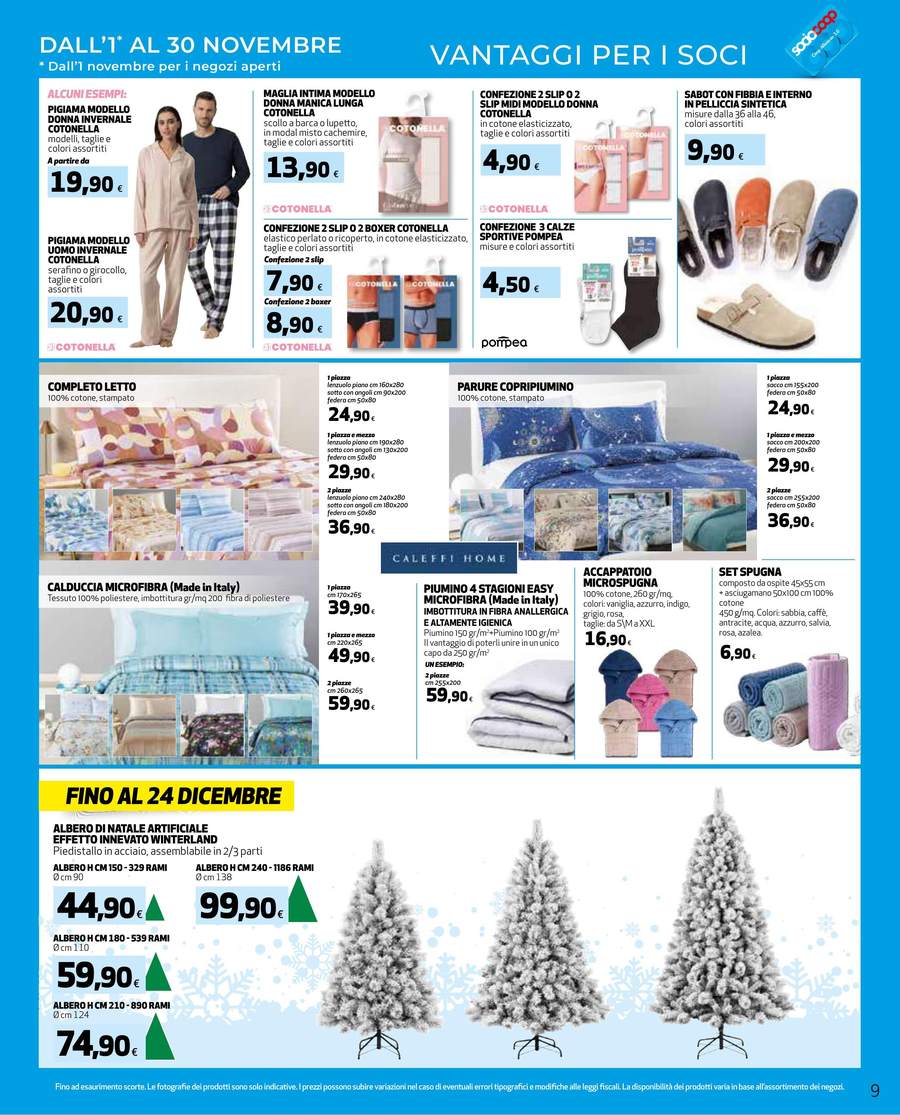 DALL'1* AL 30 NOVEMBRE
* Dall'1 novembre per i negozi aperti
VANTAGGI PER I SOCI
socio coop
ALCUNI ESEMPI:
PIGIAMA MODELLO
DONNA INVERNALE
COTONELLA
modelli, taglie e
colori assortiti
A partire da
19,90 €
PIGIAMA MODELLO
UOMO INVERNALE
COTONELLA
serafino o girocollo,
taglie e colori
assortiti
20,90 €
COTONELLA
MAGLIA INTIMA MODELLO
DONNA MANICA LUNGA
COTONELLA
scollo a barca o lupetto,
in modal misto cachemire,
taglie e colori assortiti
13,90 €
COTONELLA
COTONELLA
CONFEZIONE 2 SLIP O 2 BOXER COTONELLA
elastico perlato o ricoperto, in cotone elasticizzato,
taglie e colori assortiti
Confezione 2 slip
7,90 €
Confezione 2 boxer
8,90 €
COTONELLA
CONFEZIONE 2 SLIP O 2
SLIP MIDI MODELLO DONNA
COTONELLA
in cotone elasticizzato,
taglie e colori assortiti
4,90 €
COTONELLA
CONFEZIONE 3 CALZE
SPORTIVE POMPEA
misure e colori assortiti
4,50 €
pompea
SABOT CON FIBBIA E INTERNO
IN PELLICCIA SINTETICA
misure dalla 36 alla 46,
colori assortiti
9,90 €
COMPLETO LETTO
100% cotone, stampato
1 piazza
lenzuolo piano cm 160x280
sotto con angoli cm 90x200
federa cm 50x80
24,90€
1 piazza e mezzo
lenzuolo piano cm 190x280
sotto con angoli cm 130x200
federa cm 50x80
29,90€
2 piazze
lenzuolo piano cm 240x280
sotto con angoli cm 180x200
federa cm 50x80
36,90€
PARURE COPRIPIUMINO
100% cotone, stampato
1 piazza
sacco cm 155x200
federa cm 50x80
24,90€
1 piazza e mezzo
sacco cm 200x200
federa cm 50x80
29,90€
2 piazze
sacco cm 255x200
federa cm 50x80
36,90€
CALEFFI HOME
CALDUCCIA MICROFIBRA (Made in Italy)
Tessuto 100% poliestere, imbottitura gr/mq 200 fibra di poliestere
1 piazza
cm 170x265
39,90€
1 piazza e mezzo
cm 220x265
49,90€
2 piazze
cm 260x265
59,90€
PIUMINO 4 STAGIONI EASY
MICROFIBRA (Made in Italy)
IMBOTTITURA IN FIBRA ANALLERGICA
E ALTAMENTE IGIENICA
Piumino 150 gr/m²+Piumino 100 gr/m²
Il vantaggio di poterli unire in un unico
capo da 250 gr/m²
UN ESEMPIO:
2 piazze
cm 255x200
59,90€
ACCAPPATOIO
MICROSPUGNA
100% cotone, 260 gr/mq,
colori: vaniglia, azzurro, indigo,
grigio, rosa,
taglie: da S\M a XXL
16,90€
SET SPUGNA
composto da ospite 45x55 cm
+ asciugamano 50x100 cm 100%
cotone
450 g/mq. Colori: sabbia, caffè,
antracite, acqua, azzurro, salvia,
rosa, azalea.
6,90€
FINO AL 24 DICEMBRE
ALBERO DI NATALE ARTIFICIALE
EFFETTO INNEVATO WINTERLAND
Piedistallo in acciaio, assemblabile in 2/3 parti
ALBERO H CM 150 - 329 RAMI
Ø cm 90
44,90€
ALBERO H CM 240 - 1186 RAMI
Ø cm 138
99,90€
ALBERO H CM 180 - 539 RAMI
Ø cm 110
59,90€
ALBERO H CM 210 - 890 RAMI
Ø cm 124
74,90€
Fino ad esaurimento scorte. Le fotografie dei prodotti sono solo indicative. I prezzi possono subire variazioni nel caso di eventuali errori tipografici e modifiche alle leggi fiscali. La disponibilità dei prodotti varia in base all'assortimento dei negozi.
9